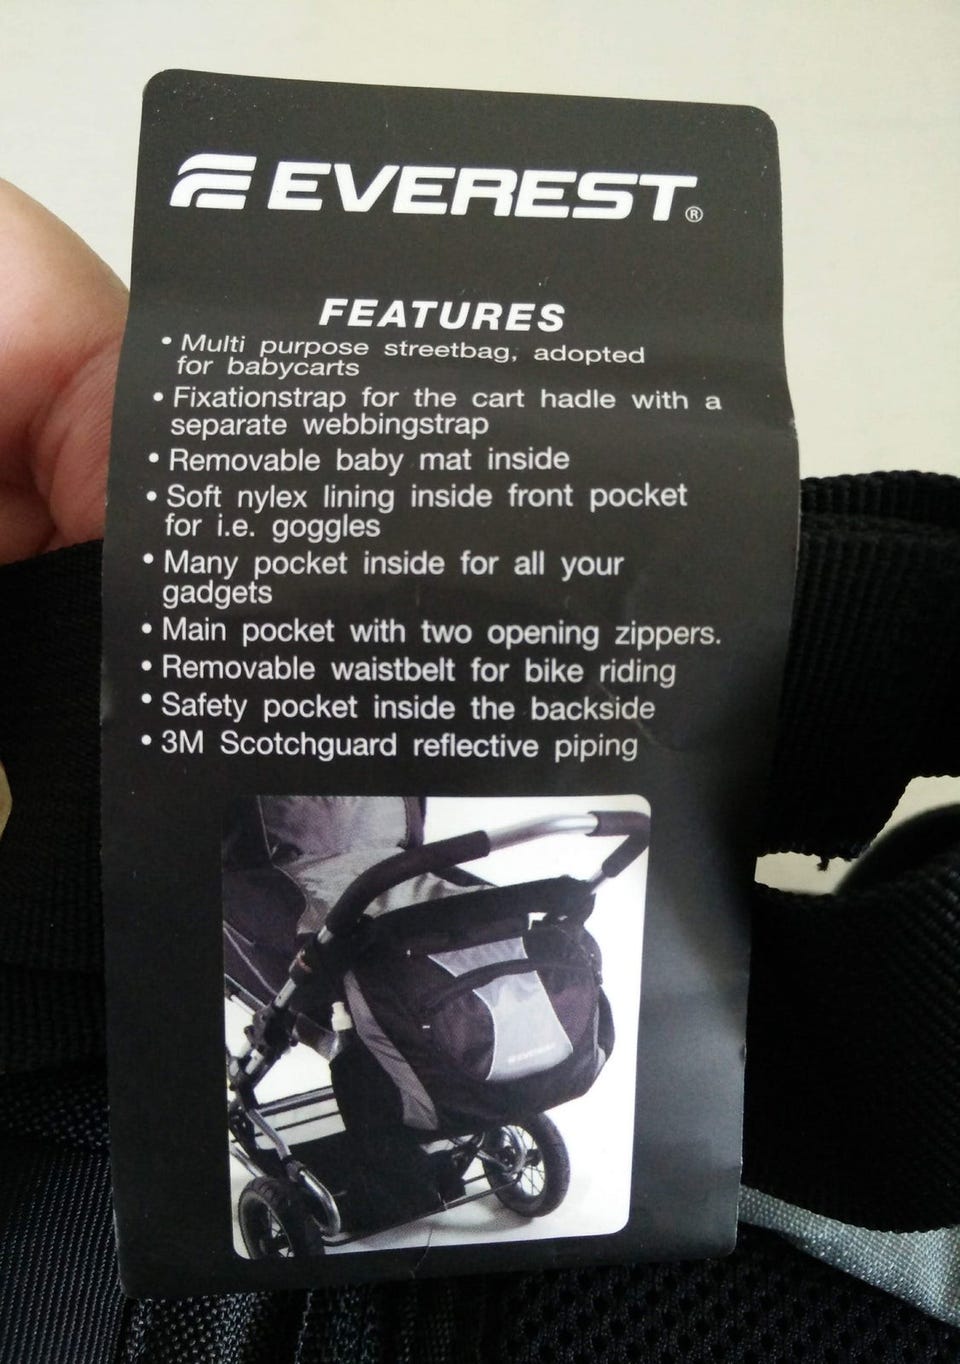 EVEREST®
FEATURES
• Multi purpose streetbag, adopted
for babycarts
• Fixationstrap for the cart hadle with a
separate webbingstrap
• Removable baby mat inside
• Soft nylex lining inside front pocket
for i.e. goggles
• Many pocket inside for all your
gadgets
• Main pocket with two opening zippers.
• Removable waistbelt for bike riding
• Safety pocket inside the backside
• 3M Scotchguard reflective piping
EVEREST